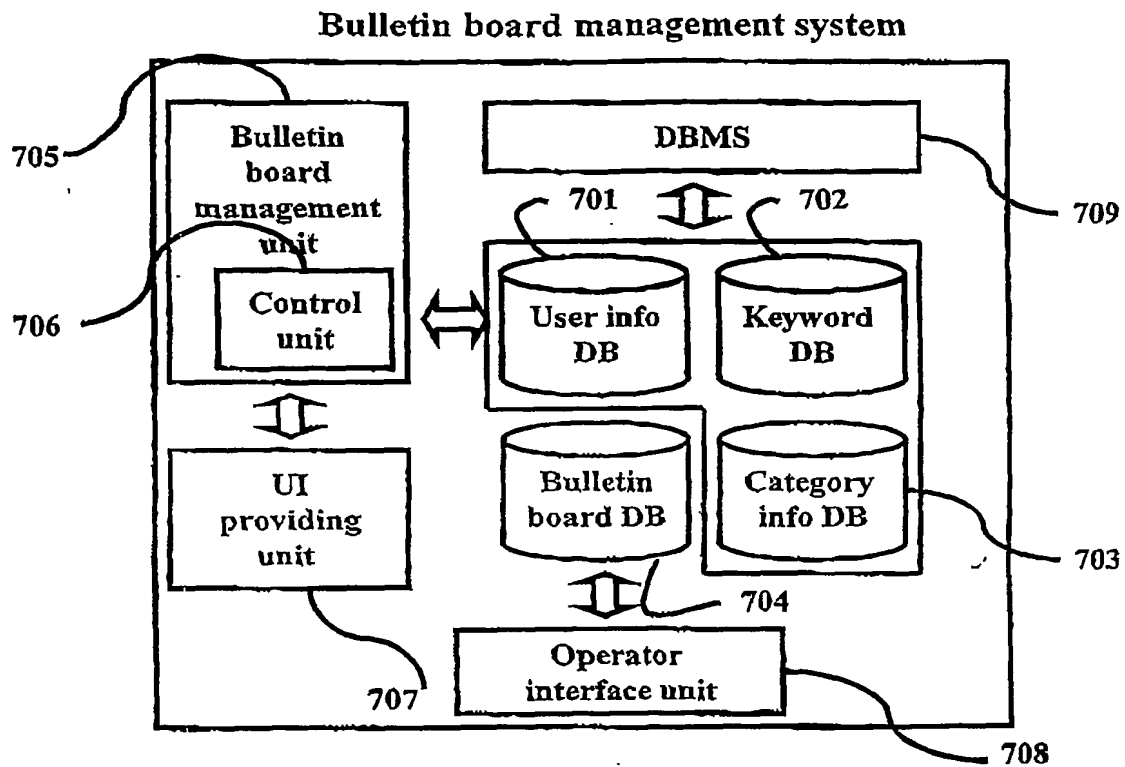 Bulletin board management system
705
Bulletin
board
management
unit
706
Control
unit
DBMS
709
701
702
User info
DB
Keyword
DB
Bulletin
board DB
Category
info DB
703
704
UI
providing
unit
707
Operator
interface unit
708